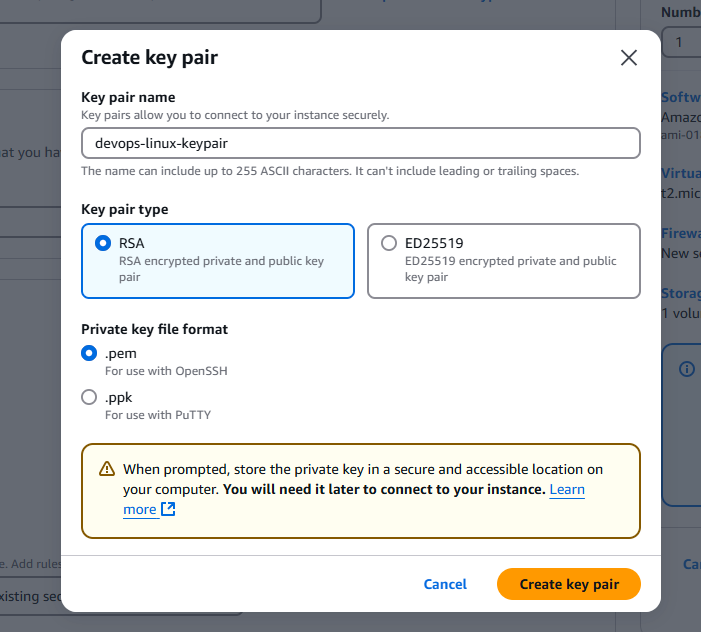 Numb
Create key pair
1
Key pair name
Key pairs allow you to connect to your instance securely.
devops-linux-keypair
The name can include up to 255 ASCII characters. It can't include leading or trailing spaces.
Key pair type
RSA
RSA encrypted private and public key
pair
ED25519
ED25519 encrypted private and public
key pair
Private key file format
.pem
For use with OpenSSH
.ppk
For use with PuTTY
When prompted, store the private key in a secure and accessible location on
your computer. You will need it later to connect to your instance. Learn
more
Cancel
Create key pair
at you ha
e. Add rules
xisting sec
Softw
Amazo
ami-01
Virtua
t2.mic
Firewa
New se
Storag
1 volu
Ca